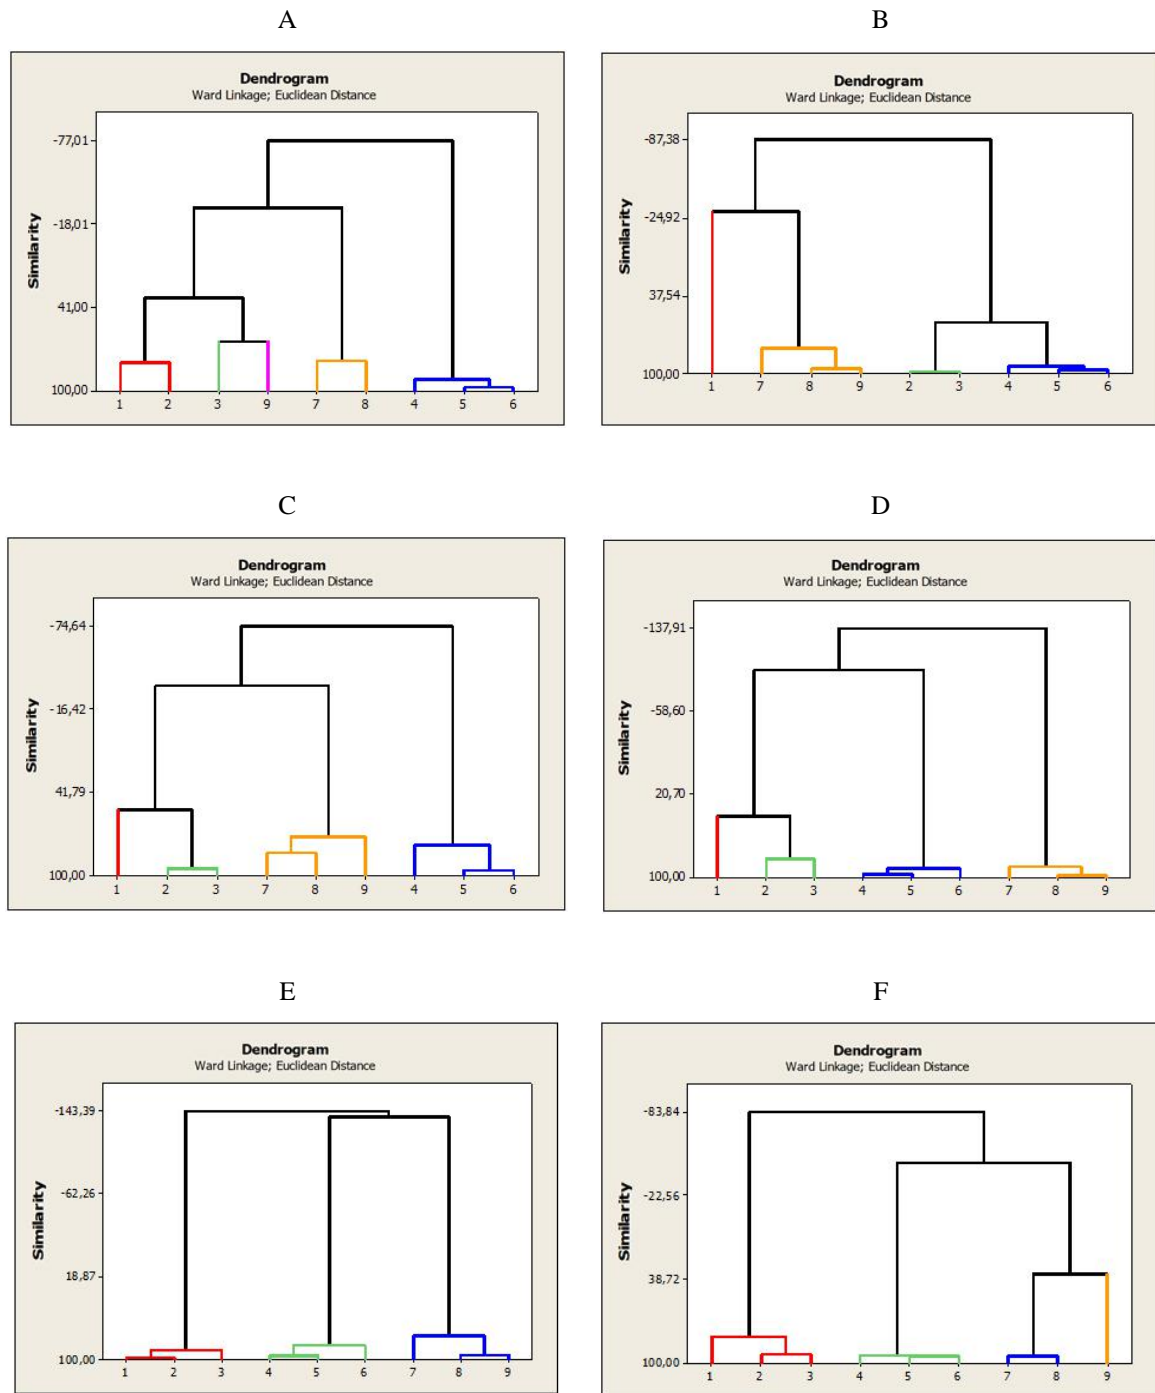 A
Dendrogram
Ward Linkage; Euclidean Distance
Similarity
-77,01
-18,01
41,00
100,00
1 2 3 9 7 8 4 5 6
B
Dendrogram
Ward Linkage; Euclidean Distance
Similarity
-87,38
-24,92
37,54
100,00
1 7 8 9 2 3 4 5 6
C
Dendrogram
Ward Linkage; Euclidean Distance
Similarity
-74,64
-16,42
41,79
100,00
1 2 3 7 8 9 4 5 6
D
Dendrogram
Ward Linkage; Euclidean Distance
Similarity
-137,91
-58,60
20,70
100,00
1 2 3 4 5 6 7 8 9
E
Dendrogram
Ward Linkage; Euclidean Distance
Similarity
-143,39
-62,26
18,87
100,00
1 2 3 4 5 6 7 8 9
F
Dendrogram
Ward Linkage; Euclidean Distance
Similarity
-83,84
-22,56
38,72
100,00
1 2 3 4 5 6 7 8 9